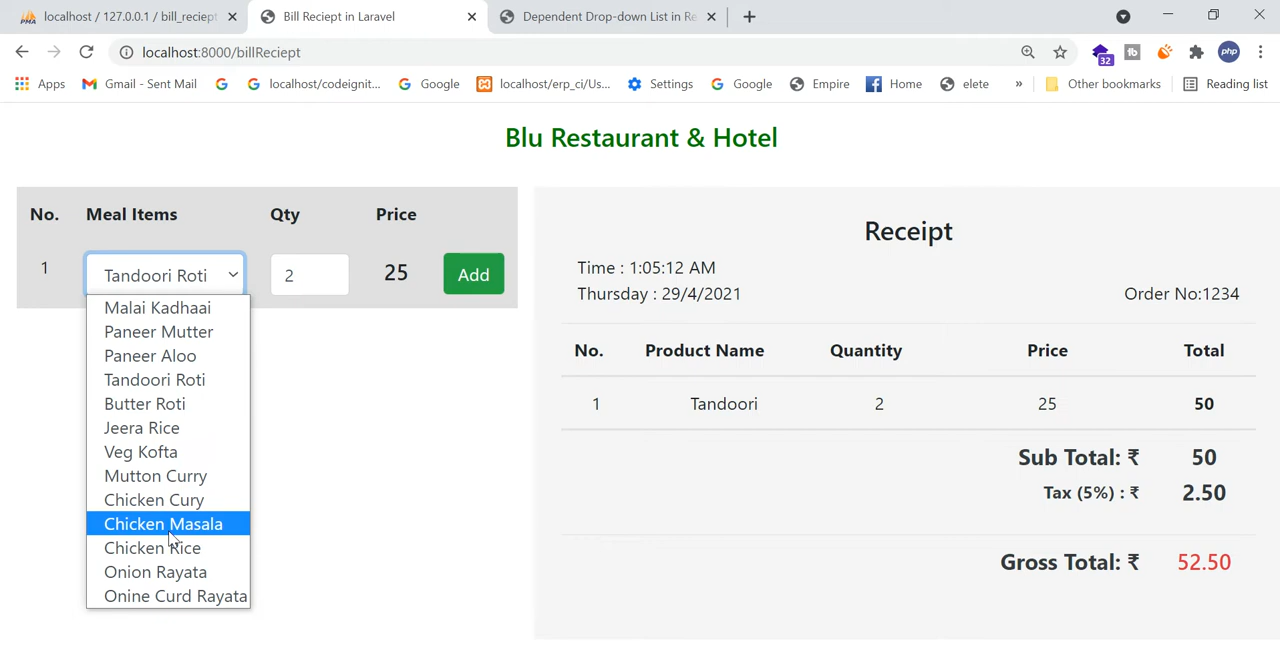 localhost / 127.0.0.1 / bill_reciept
Bill Reciept in Laravel
Dependent Drop-down List in Re
localhost:8000/billReciept
32
php
Apps
Gmail - Sent Mail
localhost/codeignit...
Google
localhost/erp_ci/Us...
Settings
Google
Empire
Home
elete
»
Other bookmarks
Reading list
Blu Restaurant & Hotel
No. Meal Items Qty Price
1 Tandoori Roti 2 25 Add
Malai Kadhaai
Paneer Mutter
Paneer Aloo
Tandoori Roti
Butter Roti
Jeera Rice
Veg Kofta
Mutton Curry
Chicken Cury
Chicken Masala
Chicken Rice
Onion Rayata
Onine Curd Rayata
Receipt
Time : 1:05:12 AM
Thursday : 29/4/2021
Order No:1234
No. Product Name Quantity Price Total
1 Tandoori 2 25 50
Sub Total: ₹ 50
Tax (5%) : ₹ 2.50
Gross Total: ₹ 52.50